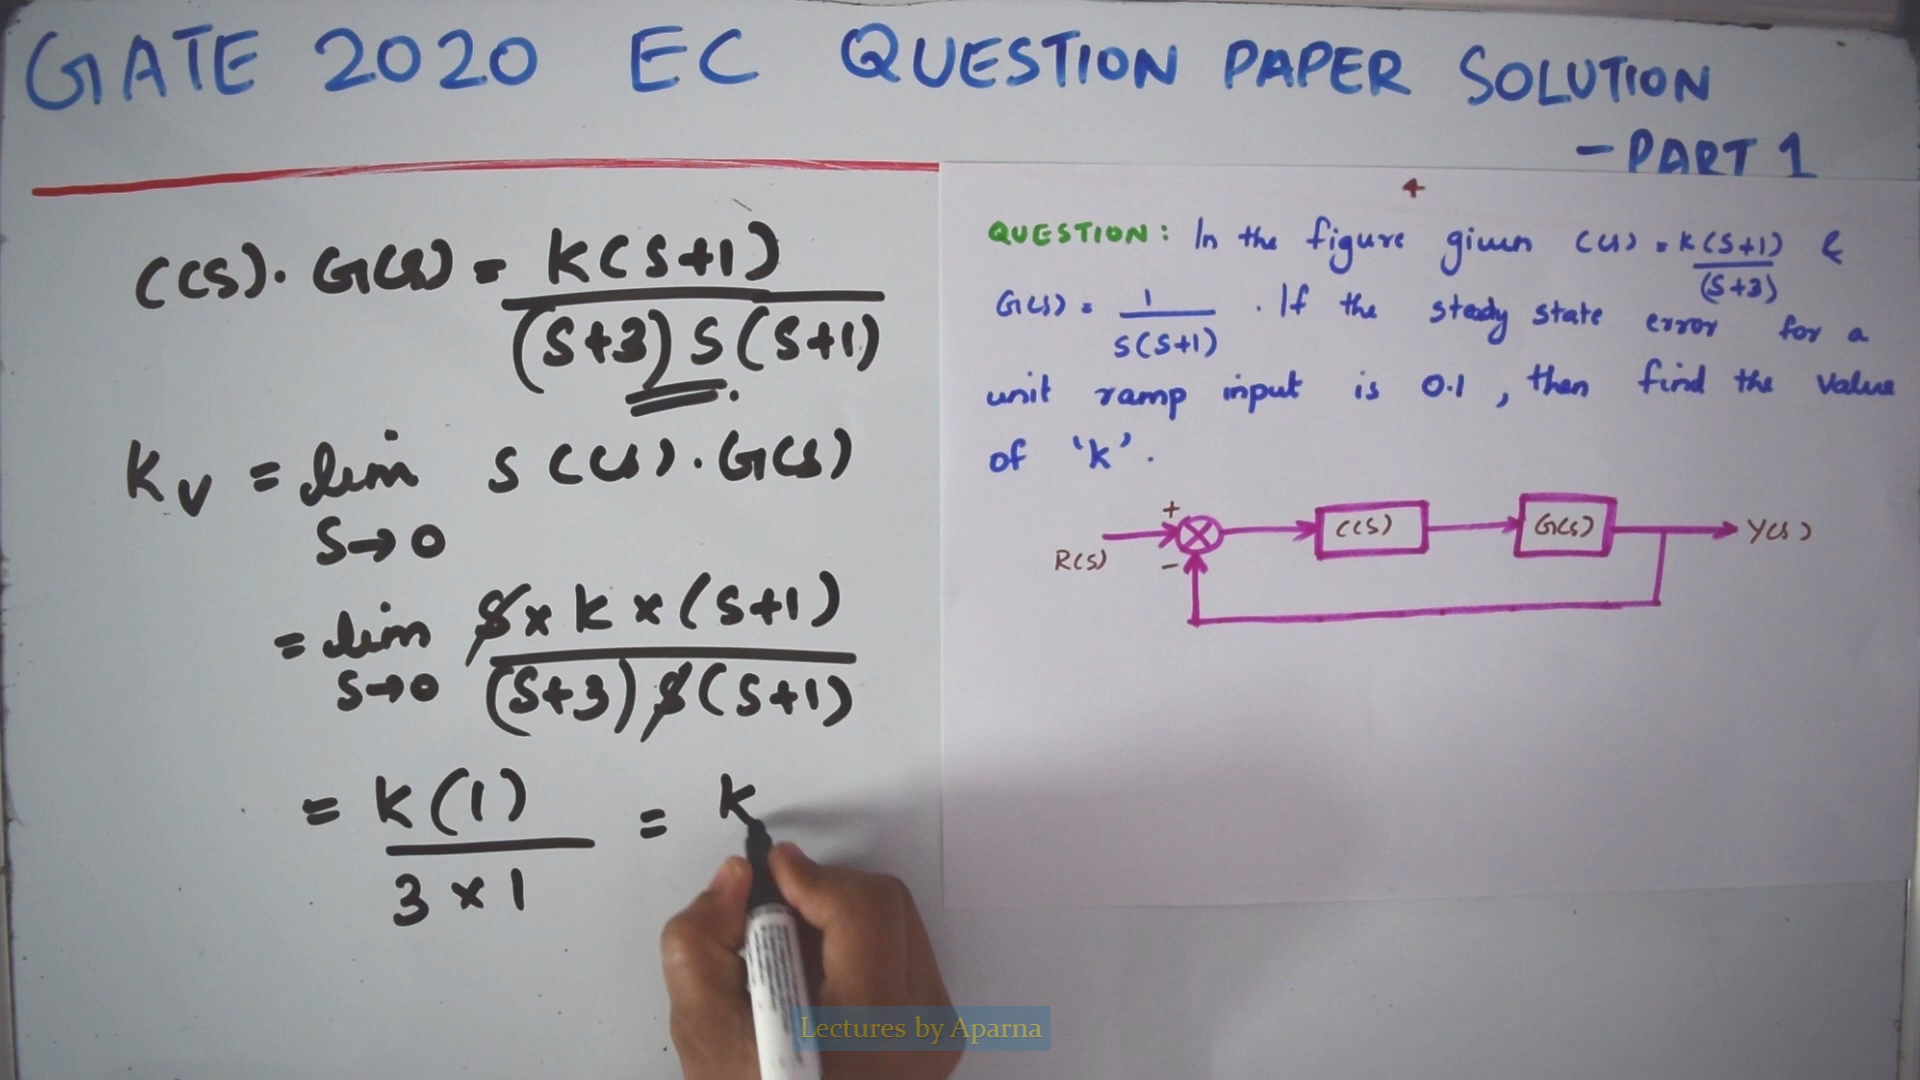 GATE 2020 EC QUESTION PAPER SOLUTION
- PART 1
C(S). G(S) = K(S+1)
(S+3) S (S+1)
Kv = lim S C(S). G(S)
S→0
= lim S × K × (S+1)
S→0 (S+3) S (S+1)
= K(1) = K
3 × 1
QUESTION: In the figure given C(S) = K(S+1) &
(S+3)
G(S) = 1 . If the steady state error for a
S(S+1)
unit ramp input is 0.1, then find the value
of 'K'.
+
R(S) - C(S) G(S) Y(S)
Lectures by Aparna